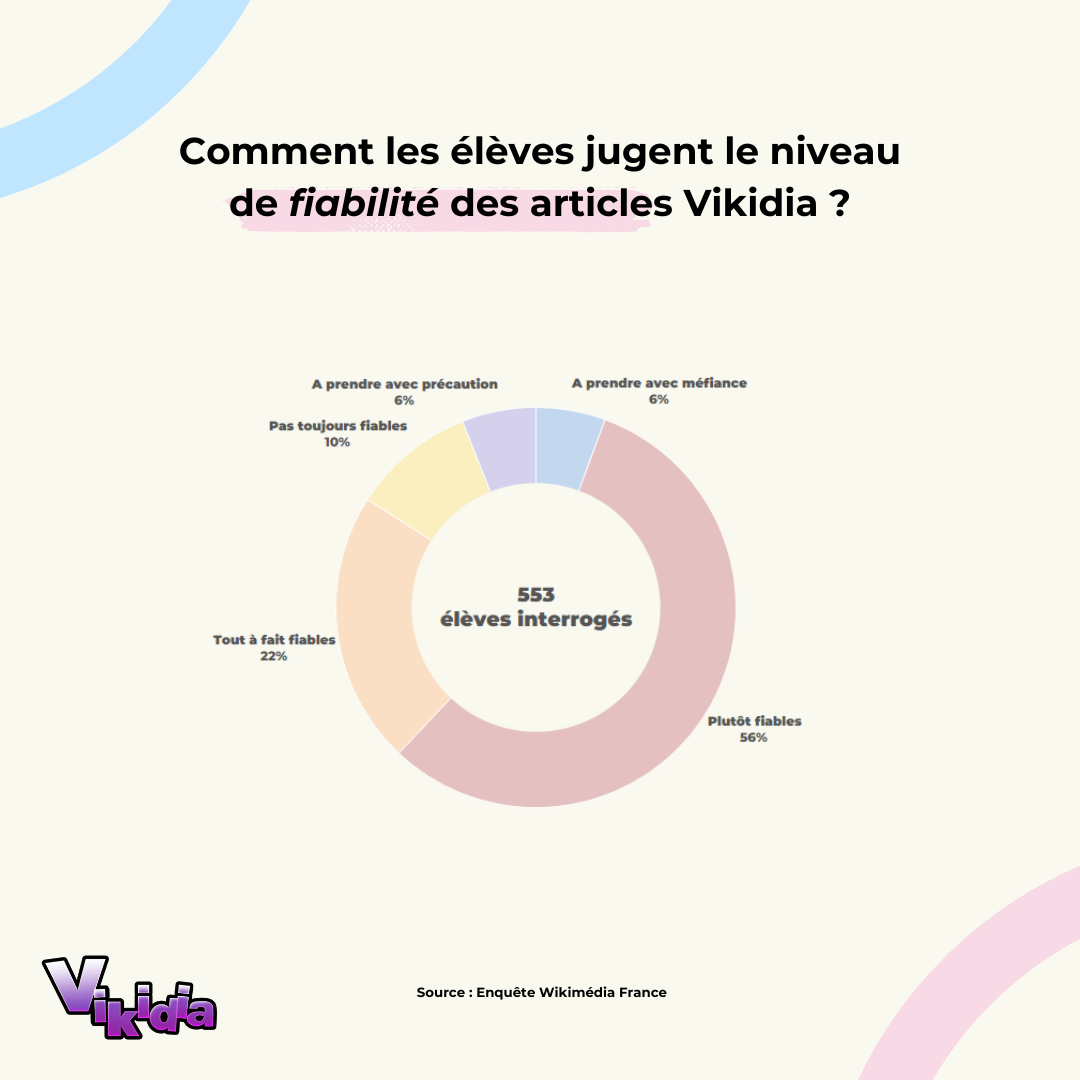 Comment les élèves jugent le niveau
de fiabilité des articles Vikidia ?
A prendre avec précaution
6%
A prendre avec méfiance
6%
Pas toujours fiables
10%
553
élèves interrogés
Tout à fait fiables
22%
Plutôt fiables
56%
Vikidia
Source : Enquête Wikimédia France